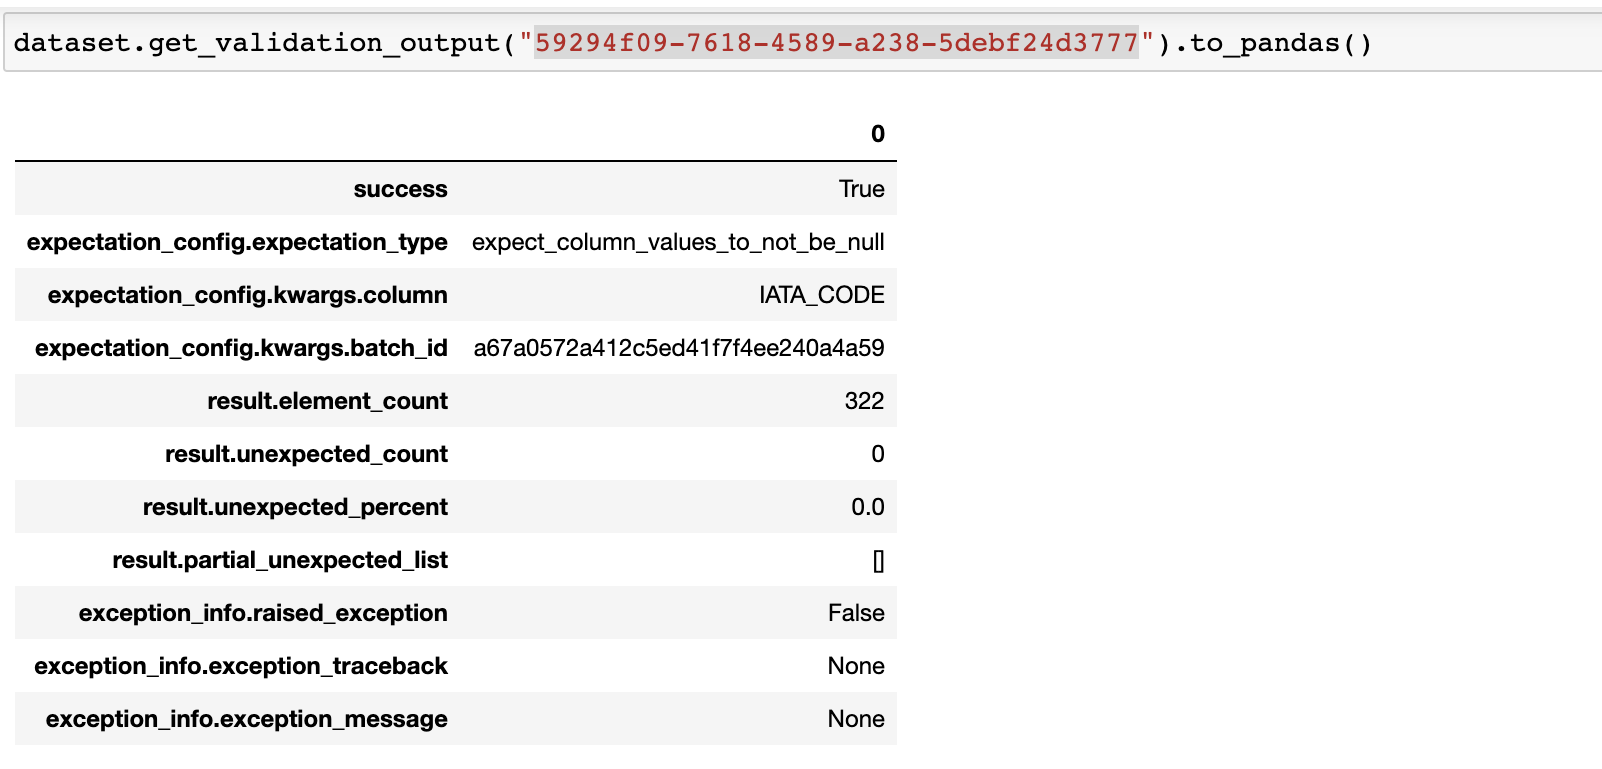 dataset.get_validation_output("59294f09-7618-4589-a238-5debf24d3777").to_pandas()
0
success True
expectation_config.expectation_type expect_column_values_to_not_be_null
expectation_config.kwargs.column IATA_CODE
expectation_config.kwargs.batch_id a67a0572a412c5ed41f7f4ee240a4a59
result.element_count 322
result.unexpected_count 0
result.unexpected_percent 0.0
result.partial_unexpected_list []
exception_info.raised_exception False
exception_info.exception_traceback None
exception_info.exception_message None